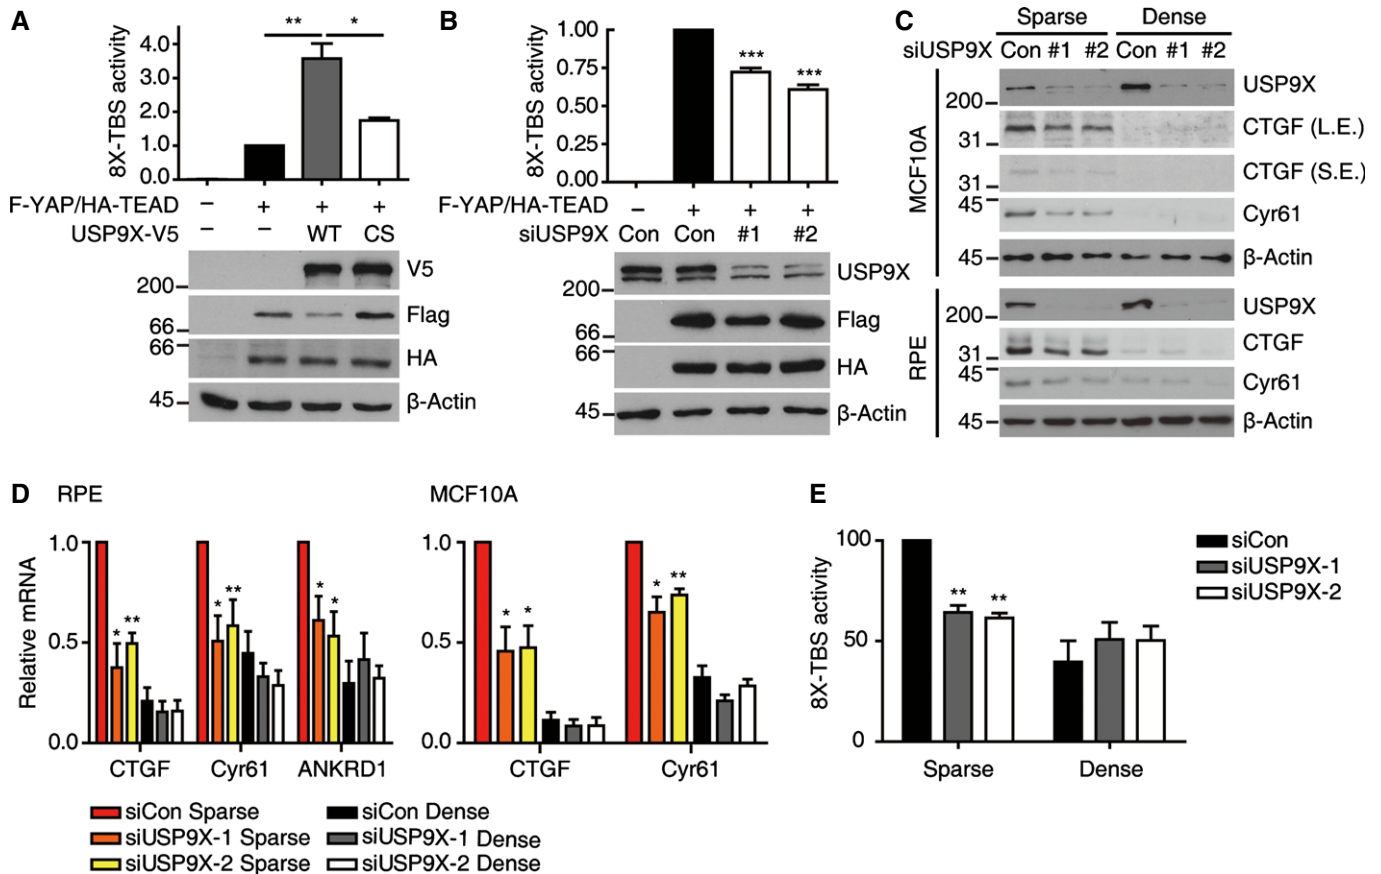 A
8X-TBS activity
4.0
3.0
2.0
1.0
0.0
** *
F-YAP/HA-TEAD – + + +
USP9X-V5 – – WT CS
200 V5
66 Flag
66 HA
45 β-Actin
B
8X-TBS activity
1.00
0.75
0.50
0.25
0.00
*** ***
F-YAP/HA-TEAD – + + +
siUSP9X Con Con #1 #2
200 USP9X
66 Flag
66 HA
45 β-Actin
C
Sparse Dense
siUSP9X Con #1 #2 Con #1 #2
MCF10A
200 USP9X
31 CTGF (L.E.)
31 CTGF (S.E.)
45 Cyr61
45 β-Actin
RPE
200 USP9X
31 CTGF
45 Cyr61
45 β-Actin
D
RPE
Relative mRNA
1.0
0.5
0.0
* ** * ** * *
CTGF Cyr61 ANKRD1
MCF10A
1.0
0.5
0.0
* * * **
CTGF Cyr61
siCon Sparse
siUSP9X-1 Sparse
siUSP9X-2 Sparse
siCon Dense
siUSP9X-1 Dense
siUSP9X-2 Dense
E
8X-TBS activity
100
50
0
** **
Sparse Dense
siCon
siUSP9X-1
siUSP9X-2